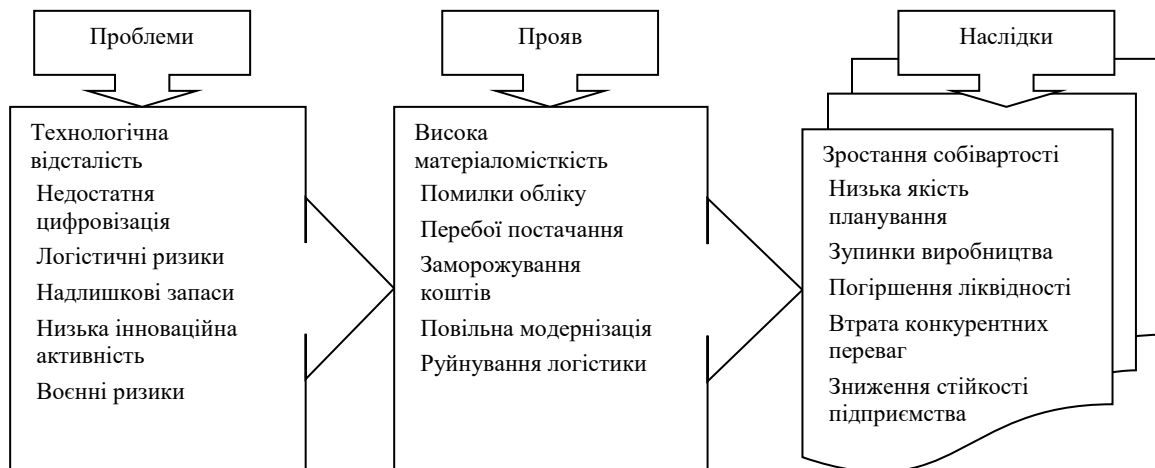 Проблеми
Технологічна
відсталість
Недостатня
цифровізація
Логістичні ризики
Надлишкові запаси
Низька інноваційна
активність
Воєнні ризики
Прояв
Висока
матеріаломісткість
Помилки обліку
Перебої постачання
Заморожування
коштів
Повільна модернізація
Руйнування логістики
Наслідки
Зростання собівартості
Низька якість
планування
Зупинки виробництва
Погіршення ліквідності
Втрата конкурентних
переваг
Зниження стійкості
підприємства